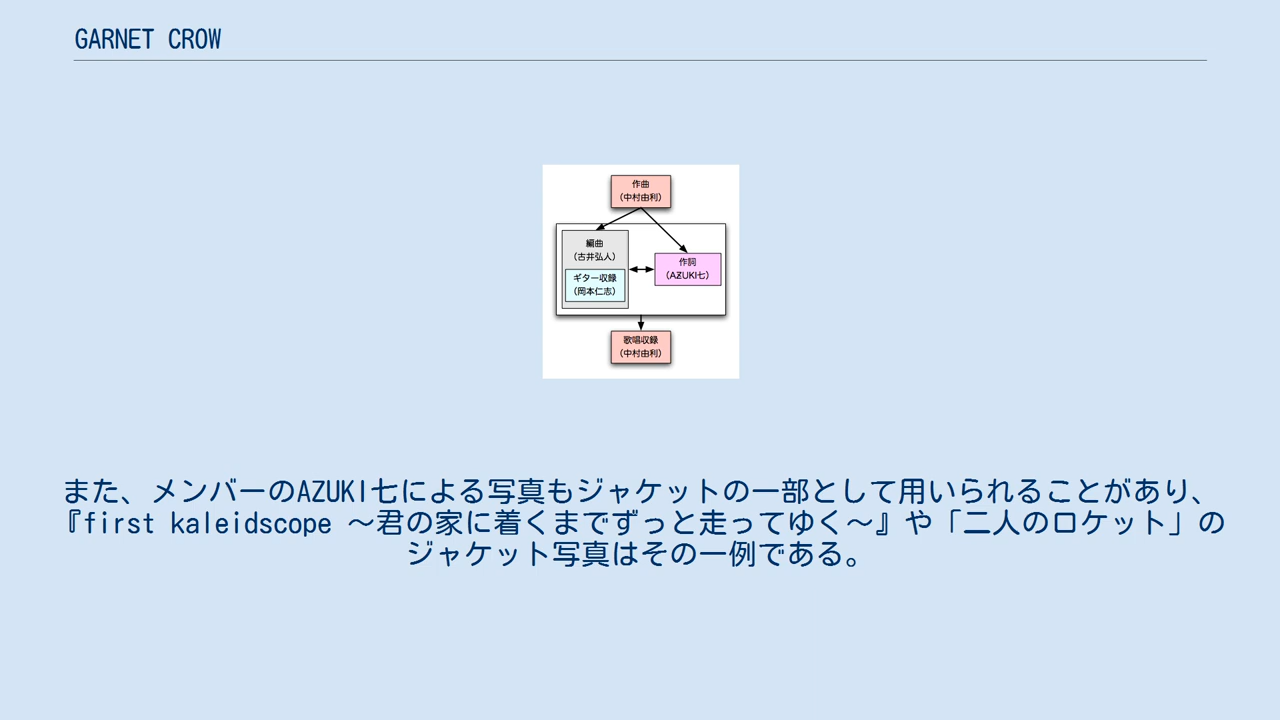 GARNET CROW
作曲
（中村由利）
編曲
（古井弘人）
ギター収録
（岡本仁志）
作詞
（AZUKI七）
歌唱収録
（中村由利）
また、メンバーのAZUKI七による写真もジャケットの一部として用いられることがあり、
『first kaleidscope ～君の家に着くまでずっと走ってゆく～』や「二人のロケット」の
ジャケット写真はその一例である。